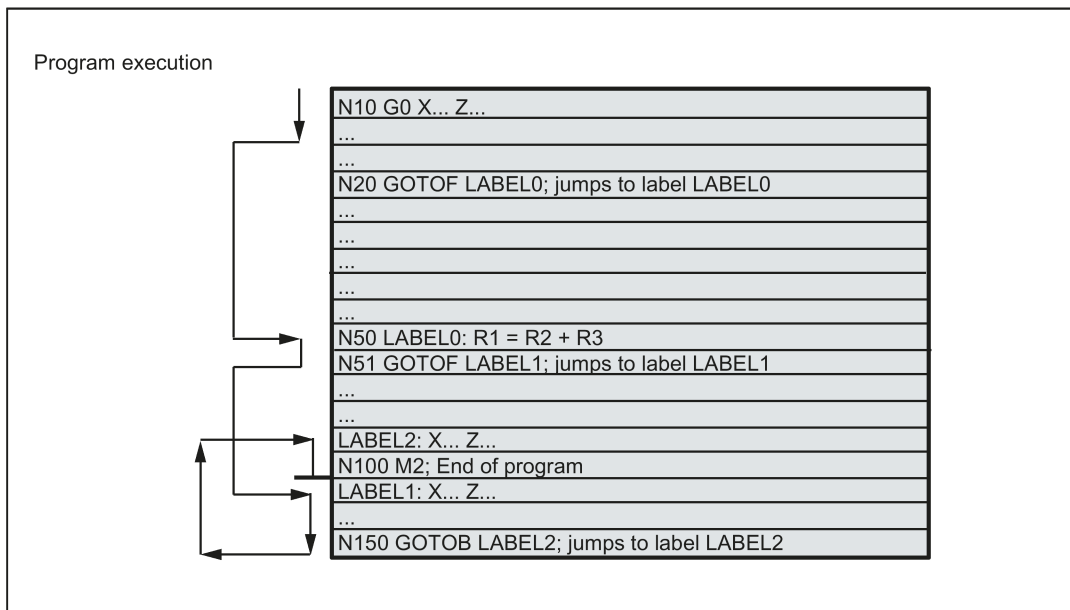 Program execution
N10 G0 X... Z...
...
...
N20 GOTOF LABEL0; jumps to label LABEL0
...
...
...
...
...
N50 LABEL0: R1 = R2 + R3
N51 GOTOF LABEL1; jumps to label LABEL1
...
...
LABEL2: X... Z...
N100 M2; End of program
LABEL1: X... Z...
...
N150 GOTOB LABEL2; jumps to label LABEL2